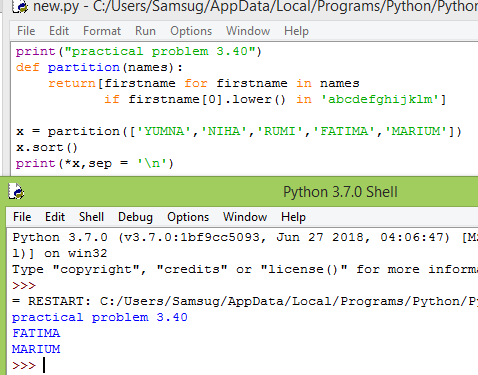 new.py - C:/Users/Samsug/AppData/Local/Programs/Python/Python
File Edit Format Run Options Window Help
print("practical problem 3.40")
def partition(names):
    return[firstname for firstname in names
           if firstname[0].lower() in 'abcdefghijklm']
x = partition(['YUMNA','NIHA','RUMI','FATIMA','MARIUM'])
x.sort()
print(*x,sep = '\n')
Python 3.7.0 Shell
File Edit Shell Debug Options Window Help
Python 3.7.0 (v3.7.0:1bf9cc5093, Jun 27 2018, 04:06:47) [M
l)] on win32
Type "copyright", "credits" or "license()" for more informa
>>>
= RESTART: C:/Users/Samsug/AppData/Local/Programs/Python/Py
practical problem 3.40
FATIMA
MARIUM
>>>